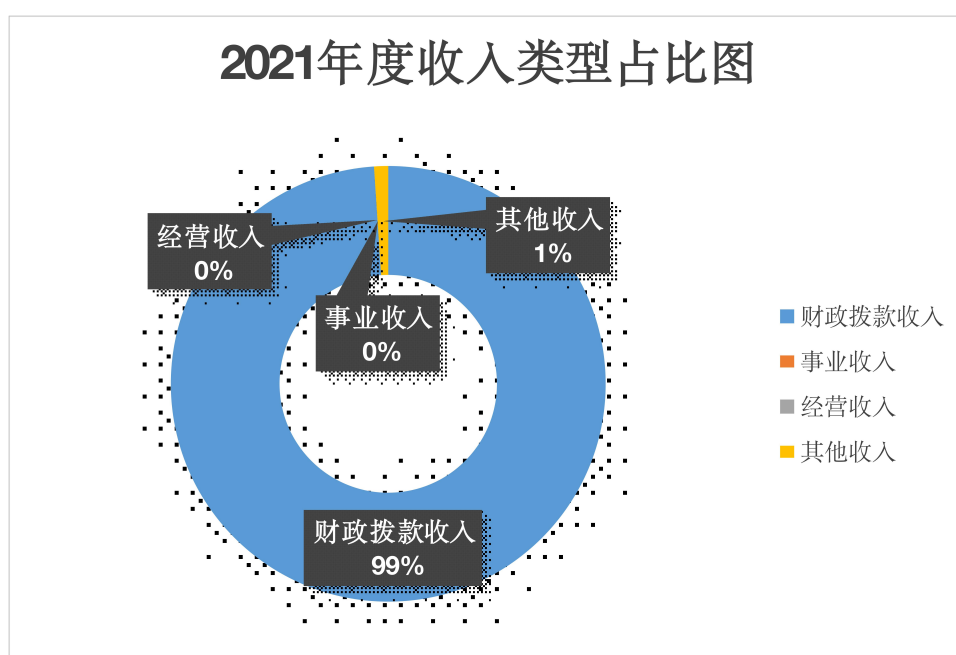 2021年度收入类型占比图
经营收入
0%
其他收入
1%
事业收入
0%
财政拨款收入
99%
财政拨款收入
事业收入
经营收入
其他收入